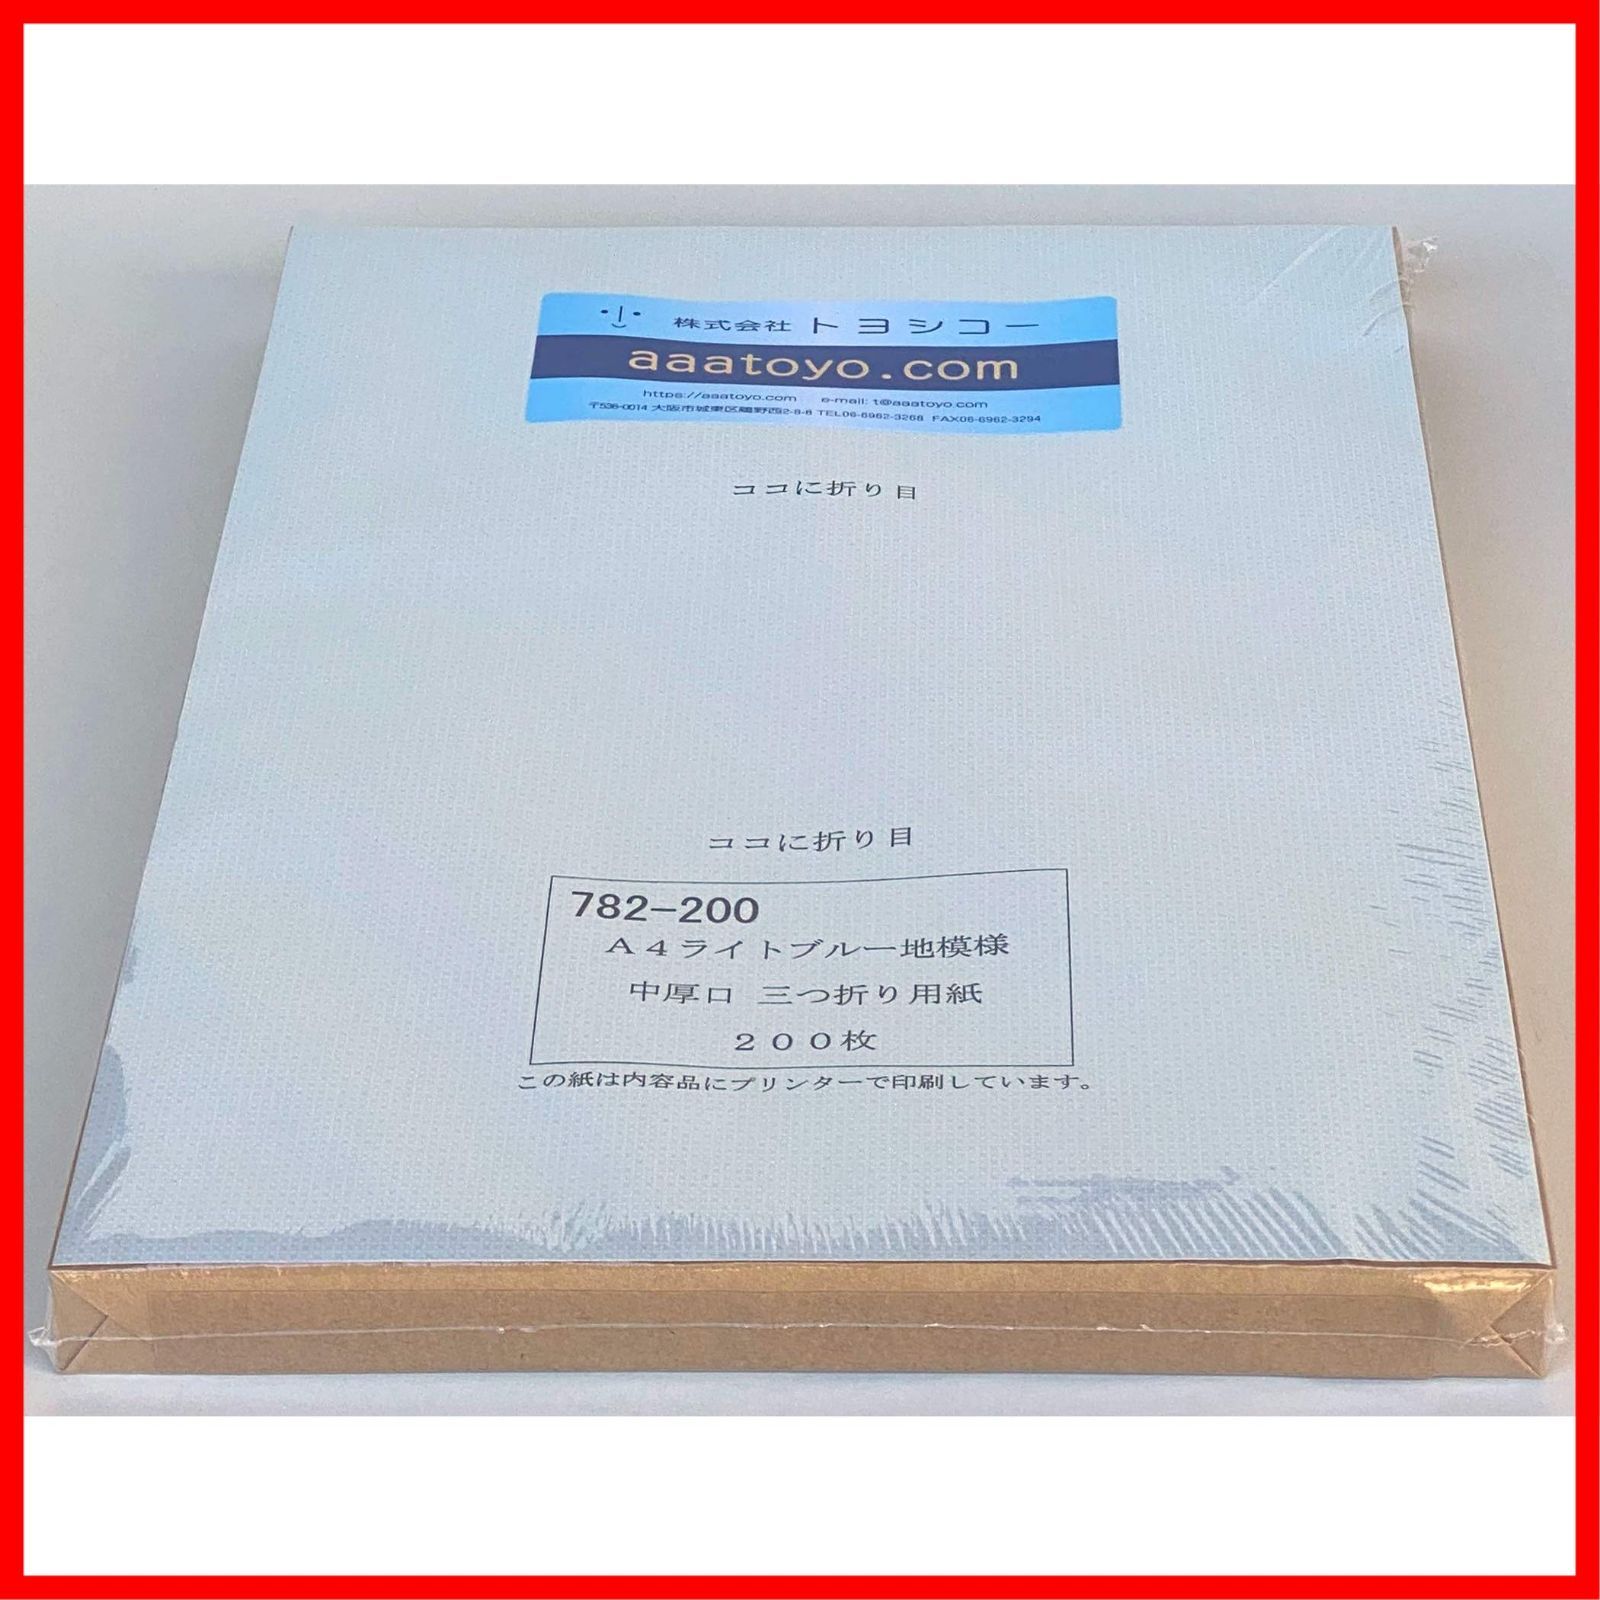 株式会社 トヨシコー
aaatoyo.com
https://aaatoyo.com e-mail: t@aaatoyo.com
〒536-0014 大阪市城東区鴫野西2-8-6 TEL06-6962-3268 FAX06-6962-3294
ココに折り目
ココに折り目
782-200
A4ライトブルー地模様
中厚口 三つ折り用紙
200枚
この紙は内容品にプリンターで印刷しています。